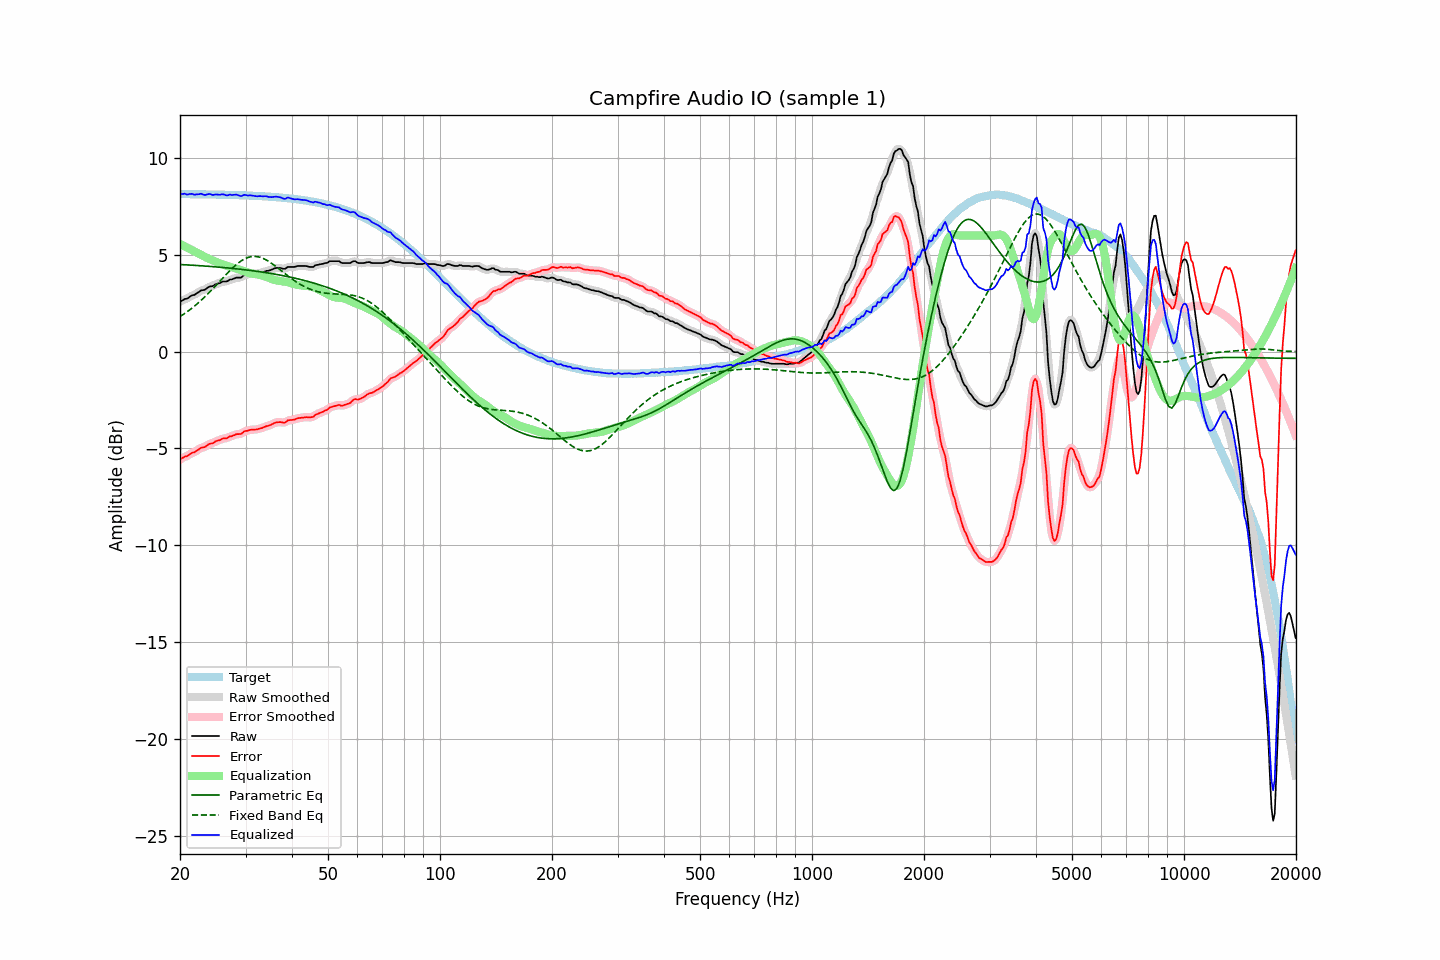 Campfire Audio IO (sample 1)
Amplitude (dBr)
10
5
0
−5
−10
−15
−20
−25
Target
Raw Smoothed
Error Smoothed
Raw
Error
Equalization
Parametric Eq
Fixed Band Eq
Equalized
20 50 100 200 500 1000 2000 5000 10000 20000
Frequency (Hz)